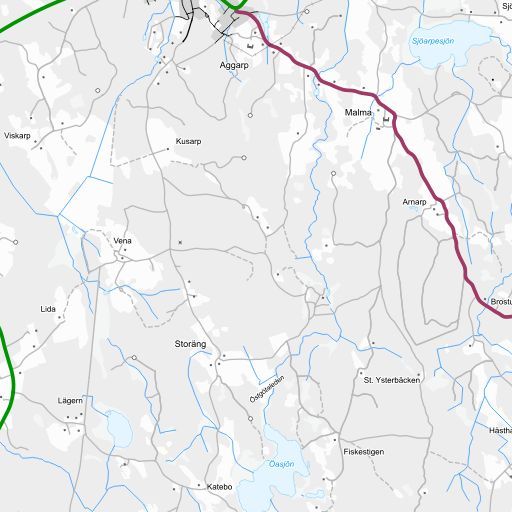 Sjöarpesjön
Aggarp
Malma
Viskarp
Kusarp
Arnarp
Vena
Brostu
Lida
Storäng
St. Ysterbäcken
Östgötaleden
Lägern
Hästha
Fiskestigen
Oasjön
Katebo